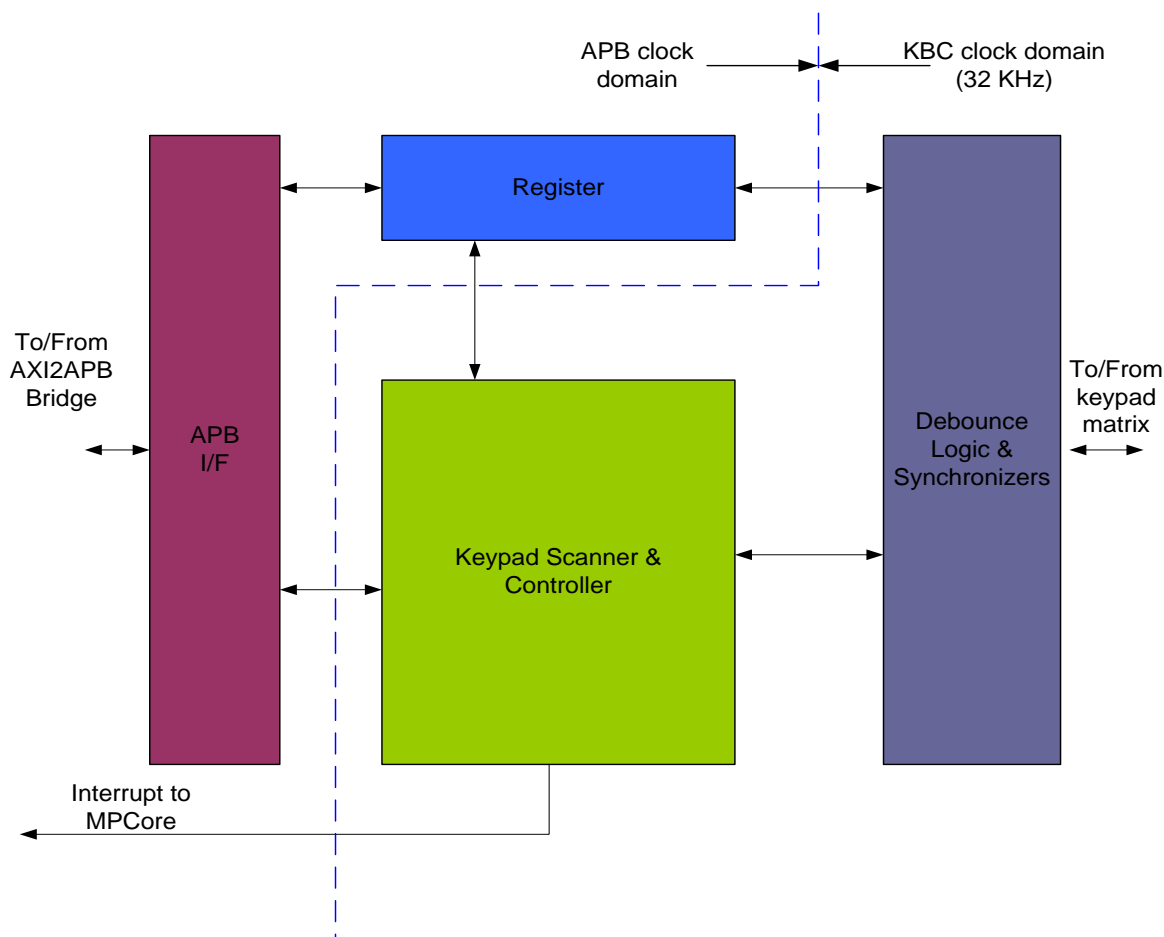 APB clock
domain
KBC clock domain
(32 KHz)
Register
To/From
AXI2APB
Bridge
APB
I/F
Debounce
Logic &
Synchronizers
To/From
keypad
matrix
Keypad Scanner &
Controller
Interrupt to
MPCore